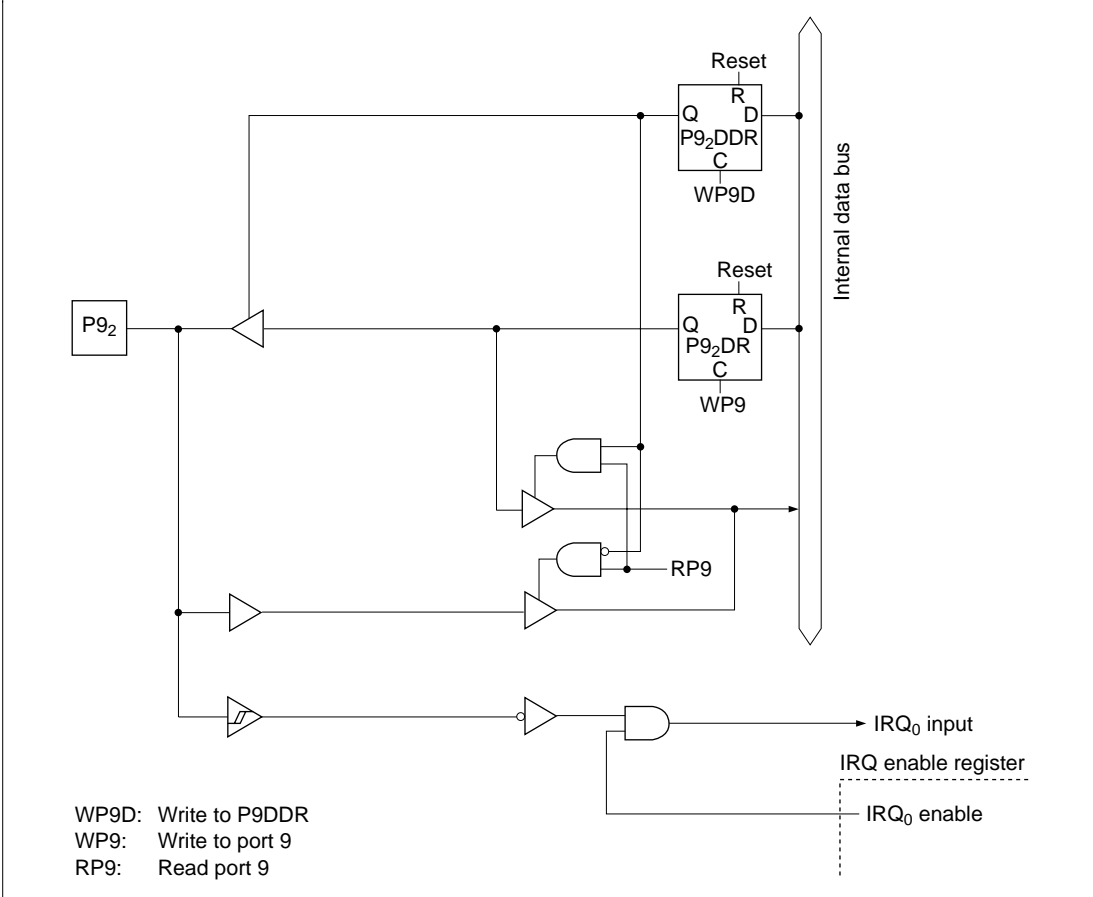 Reset
R
Q D
P9₂DDR
C
WP9D
Internal data bus
Reset
P9₂
R
Q D
P9₂DR
C
WP9
RP9
IRQ₀ input
IRQ enable register
IRQ₀ enable
WP9D: Write to P9DDR
WP9: Write to port 9
RP9: Read port 9